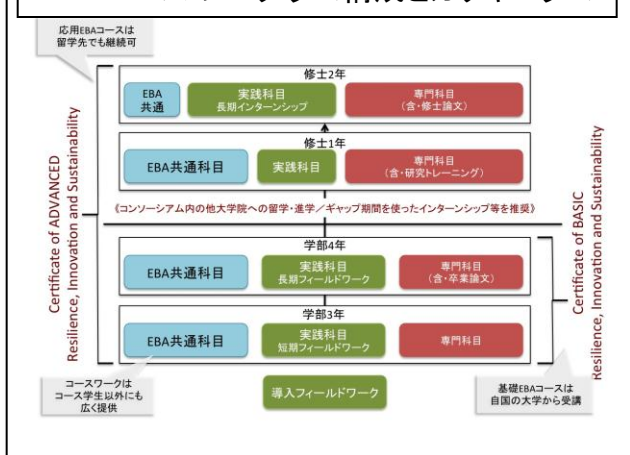 応用EBAコースは
留学先でも継続可
修士2年
EBA
共通
実践科目
長期インターンシップ
専門科目
(含・修士論文)
修士1年
EBA共通科目
実践科目
専門科目
(含・研究トレーニング)
《コンソーシアム内の他大学院への留学・進学／ギャップ期間を使ったインターンシップ等を推奨》
学部4年
EBA共通科目
実践科目
長期フィールドワーク
専門科目
(含・卒業論文)
学部3年
EBA共通科目
実践科目
短期フィールドワーク
専門科目
導入フィールドワーク
Certificate of ADVANCED
Resilience, Innovation and Sustainability
Certificate of BASIC
Resilience, Innovation and Sustainability
コースワークは
コース学生以外にも
広く提供
基礎EBAコースは
自国の大学から受講